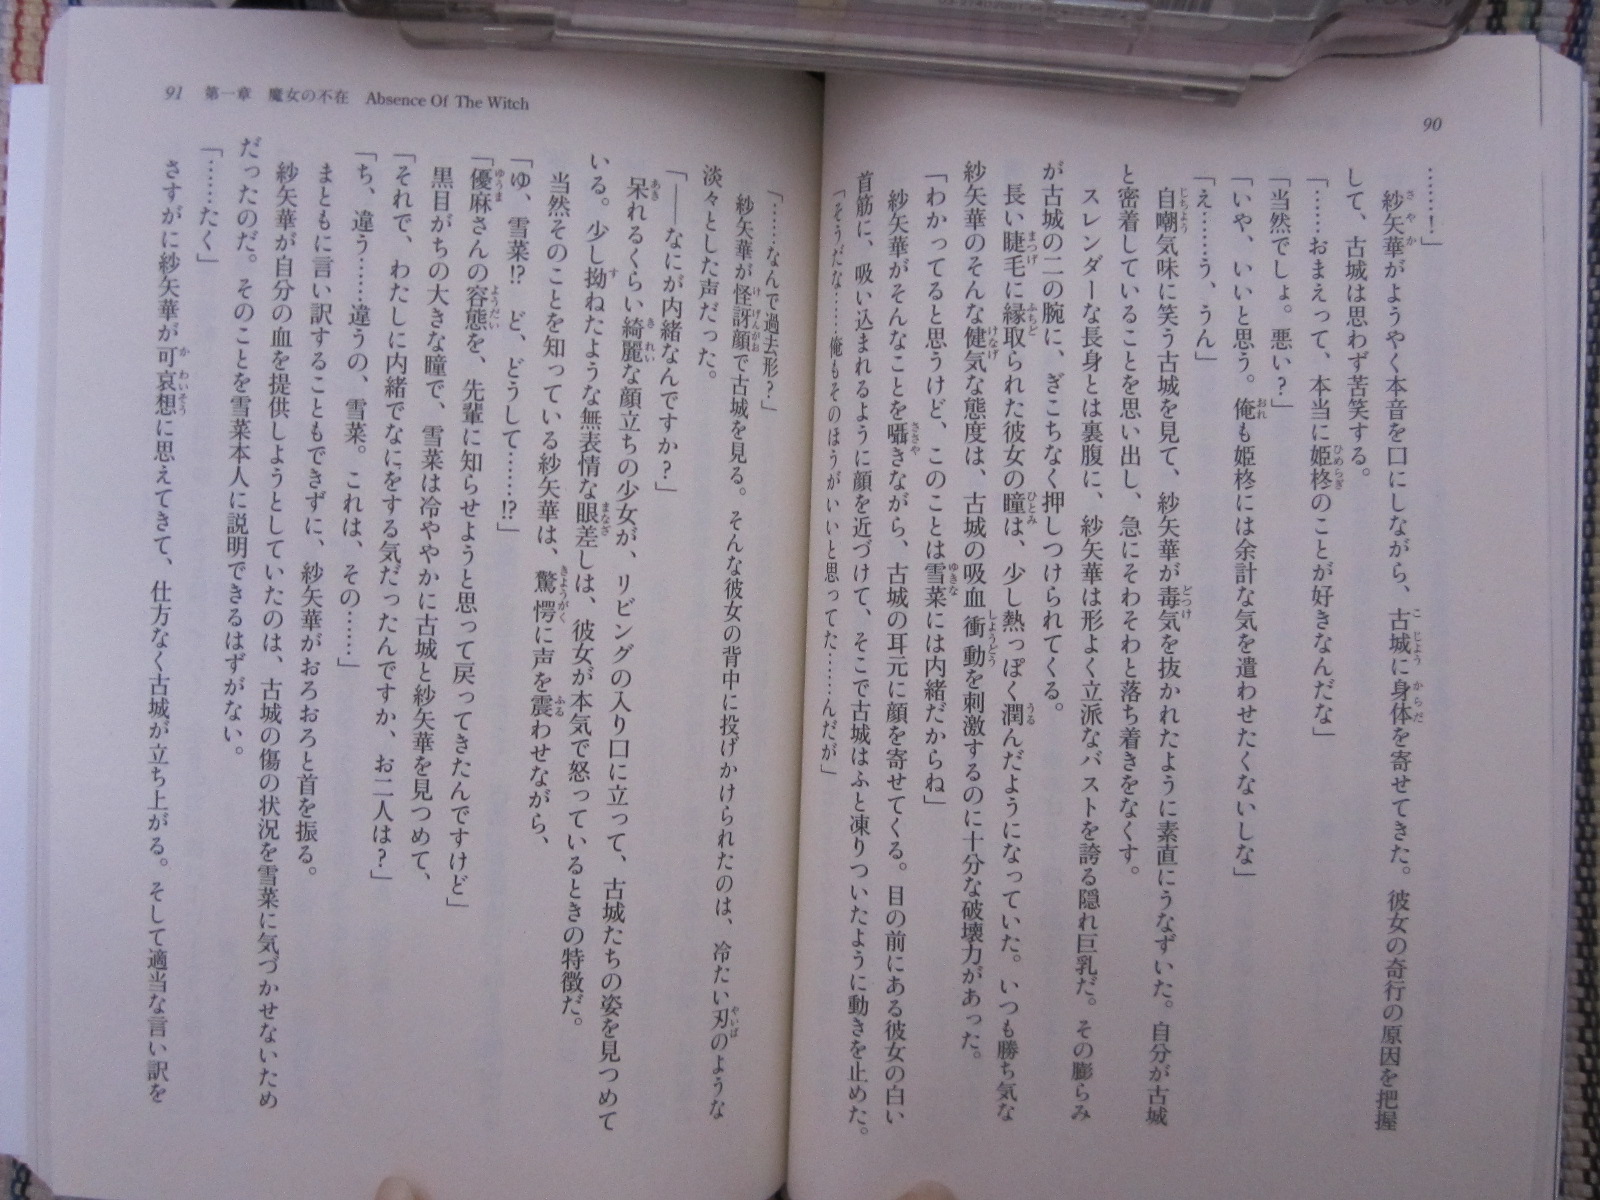 90
……！」
紗矢華がようやく本音を口にしながら、古城に身体を寄せてきた。彼女の奇行の原因を把握
して、古城は思わず苦笑する。
「……おまえって、本当に姫柊のことが好きなんだな」
「当然でしょ。悪い？」
「いや、いいと思う。俺も姫柊には余計な気を遣わせたくないしな」
「え……う、うん」
自嘲気味に笑う古城を見て、紗矢華が毒気を抜かれたように素直にうなずいた。自分が古城
と密着していることを思い出し、急にそわそわと落ち着きをなくす。
スレンダーな長身とは裏腹に、紗矢華は形よく立派なバストを誇る隠れ巨乳だ。その膨らみ
が古城の二の腕に、ぎこちなく押しつけられてくる。
長い睫毛に縁取られた彼女の瞳は、少し熱っぽく潤んだようになっていた。いつも勝ち気な
紗矢華のそんな健気な態度は、古城の吸血衝動を刺激するのに十分な破壊力があった。
「わかってると思うけど、このことは雪菜には内緒だからね」
紗矢華がそんなことを囁きながら、古城の耳元に顔を寄せてくる。目の前にある彼女の白い
首筋に、吸い込まれるように顔を近づけて、そこで古城はふと凍りついたように動きを止めた。
「そうだな……俺もそのほうがいいと思ってた……んだが」
「……なんで過去形？」
紗矢華が怪訝顔で古城を見る。そんな彼女の背中に投げかけられたのは、冷たい刃のような
淡々とした声だった。
「――なにが内緒なんですか？」
呆れるくらい綺麗な顔立ちの少女が、リビングの入り口に立って、古城たちの姿を見つめて
いる。少し拗ねたような無表情な眼差しは、彼女が本気で怒っているときの特徴だ。
当然そのことを知っている紗矢華は、驚愕に声を震わせながら、
「ゆ、雪菜!?　ど、どうして……!?」
「優麻さんの容態を、先輩に知らせようと思って戻ってきたんですけど」
黒目がちの大きな瞳で、雪菜は冷ややかに古城と紗矢華を見つめて、
「それで、わたしに内緒でなにをする気だったんですか、お二人は？」
「ち、違う……違うの、雪菜。これは、その……」
まともに言い訳することもできずに、紗矢華がおろおろと首を振る。
紗矢華が自分の血を提供しようとしていたのは、古城の傷の状況を雪菜に気づかせないため
だったのだ。そのことを雪菜本人に説明できるはずがない。
「……たく」
さすがに紗矢華が可哀想に思えてきて、仕方なく古城が立ち上がる。そして適当な言い訳を
91　第一章　魔女の不在　Absence Of The Witch